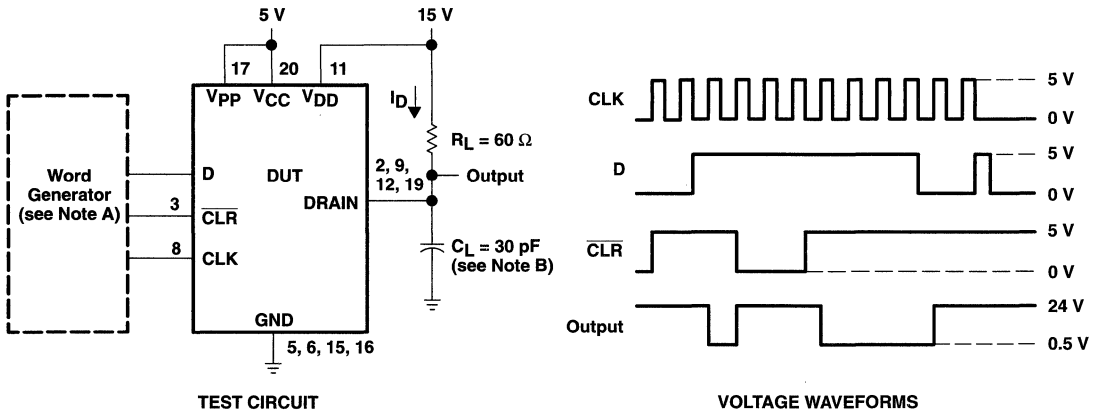 5 V
15 V
17
20
11
VPP
VCC
VDD
ID
RL = 60 Ω
Word
Generator
(see Note A)
D
DUT
2, 9,
12, 19
Output
3
CLR
DRAIN
8
CLK
CL = 30 pF
(see Note B)
GND
5, 6, 15, 16
TEST CIRCUIT
CLK
5 V
0 V
D
5 V
0 V
CLR
5 V
0 V
Output
24 V
0.5 V
VOLTAGE WAVEFORMS